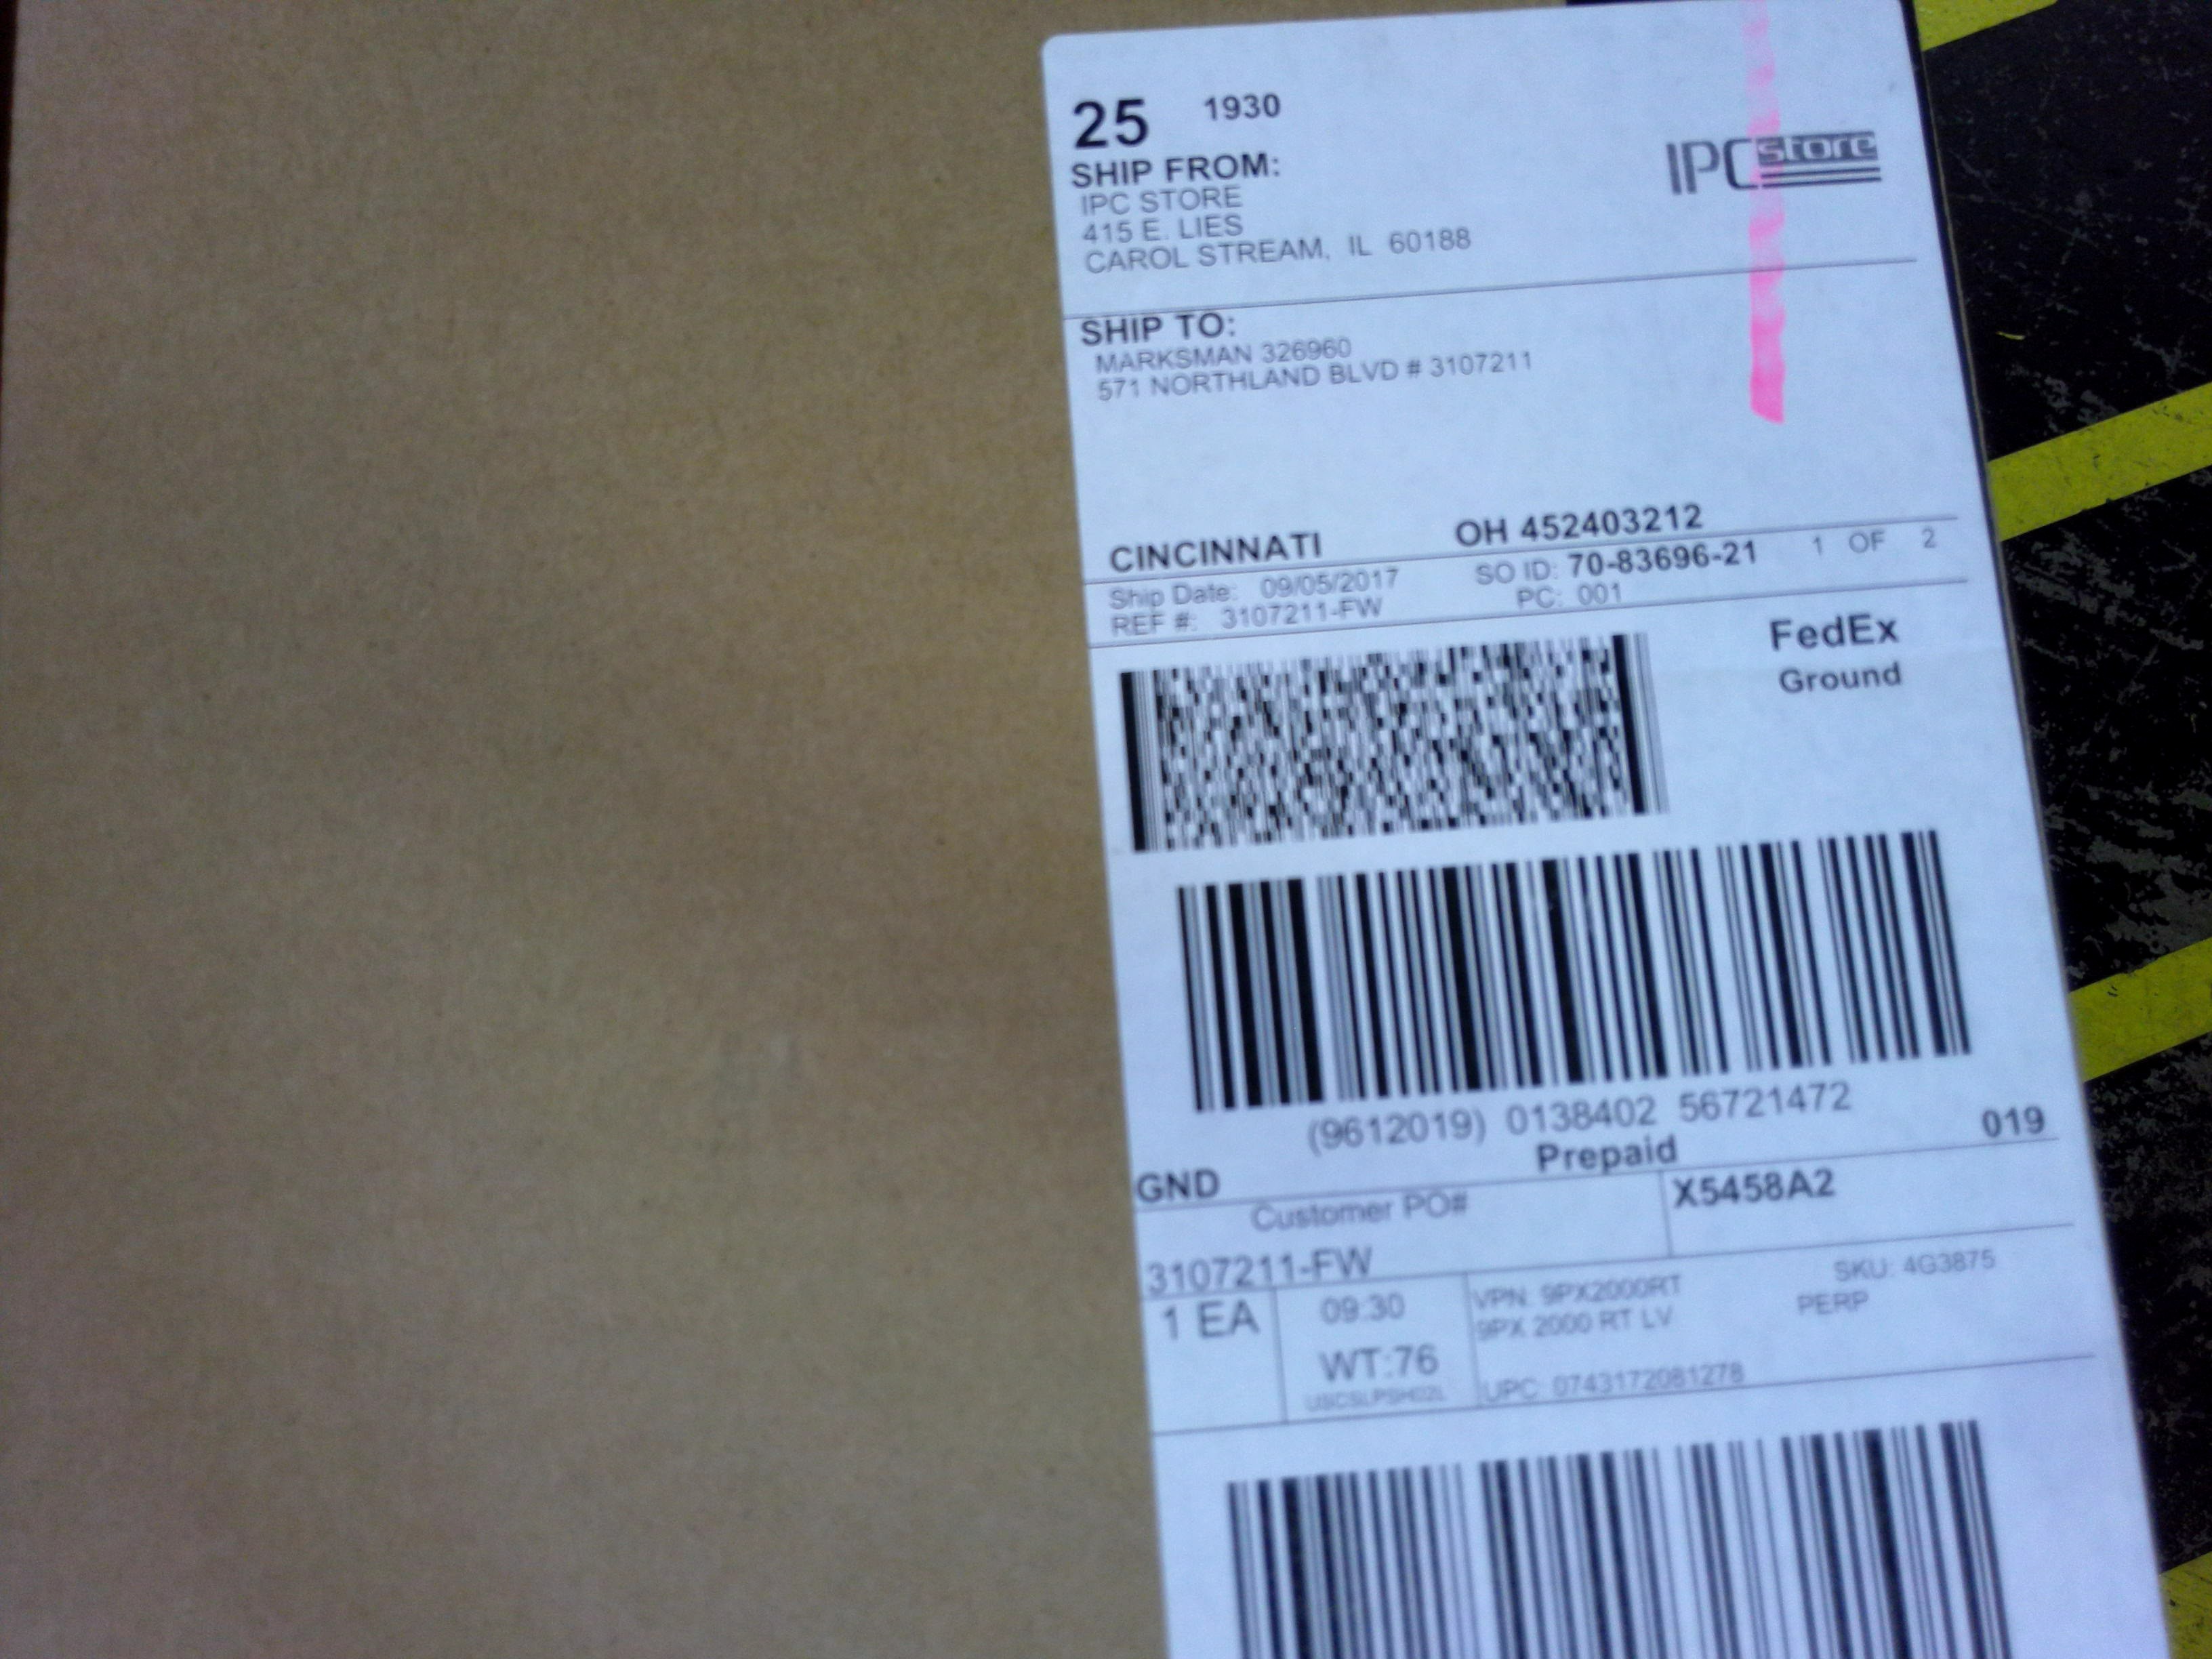 25 1930
IPC store
SHIP FROM:
IPC STORE
415 E. LIES
CAROL STREAM, IL 60188
SHIP TO:
MARKSMAN 326960
571 NORTHLAND BLVD # 3107211
CINCINNATI OH 452403212
Ship Date: 09/05/2017 SO ID: 70-83696-21 1 OF 2
REF #: 3107211-FW PC: 001
FedEx
Ground
(9612019) 0138402 56721472
GND Prepaid 019
Customer PO# X5458A2
3107211-FW
1 EA 09:30 VPN: 9PX2000RT SKU: 4G3875
9PX 2000 RT LV PERP
WT:76
UPC: 0743172081278